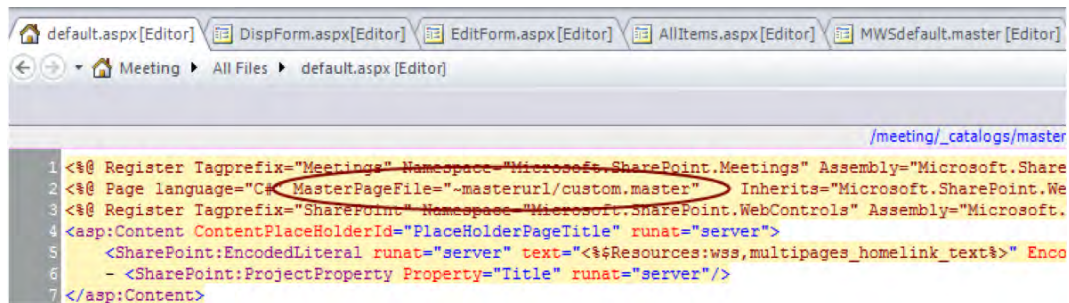 default.aspx [Editor] DispForm.aspx[Editor] EditForm.aspx[Editor] AllItems.aspx[Editor] MWSdefault.master [Editor]
Meeting All Files default.aspx [Editor]
/meeting/_catalogs/master
1 <%@ Register Tagprefix="Meetings" Namespace="Microsoft.SharePoint.Meetings" Assembly="Microsoft.Share
2 <%@ Page language="C# MasterPageFile="~masterurl/custom.master" Inherits="Microsoft.SharePoint.We
3 <%@ Register Tagprefix="SharePoint" Namespace="Microsoft.SharePoint.WebControls" Assembly="Microsoft.
4 <asp:Content ContentPlaceHolderId="PlaceHolderPageTitle" runat="server">
5 <SharePoint:EncodedLiteral runat="server" text="<%$Resources:wss,multipages_homelink_text%>" Enco
6 - <SharePoint:ProjectProperty Property="Title" runat="server"/>
7 </asp:Content>